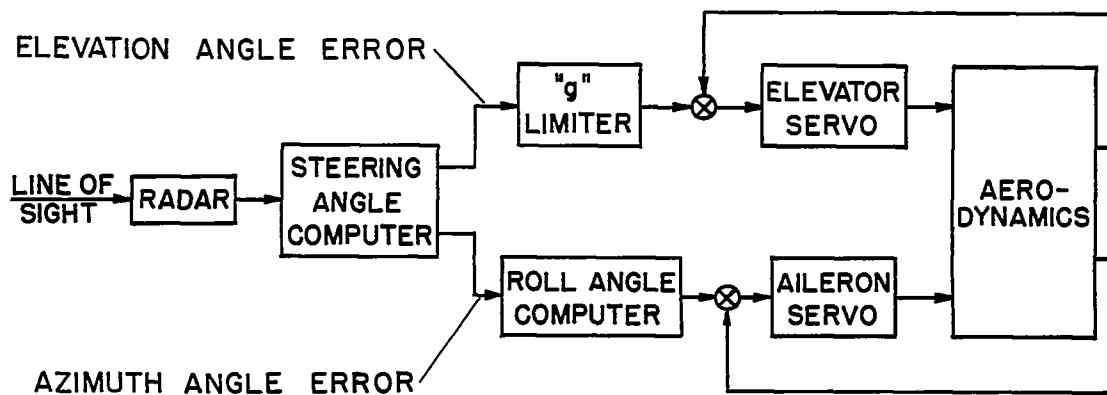 ELEVATION ANGLE ERROR
"g"
LIMITER
ELEVATOR
SERVO
LINE OF
SIGHT
RADAR
STEERING
ANGLE
COMPUTER
AERO-
DYNAMICS
ROLL ANGLE
COMPUTER
AILERON
SERVO
AZIMUTH ANGLE ERROR